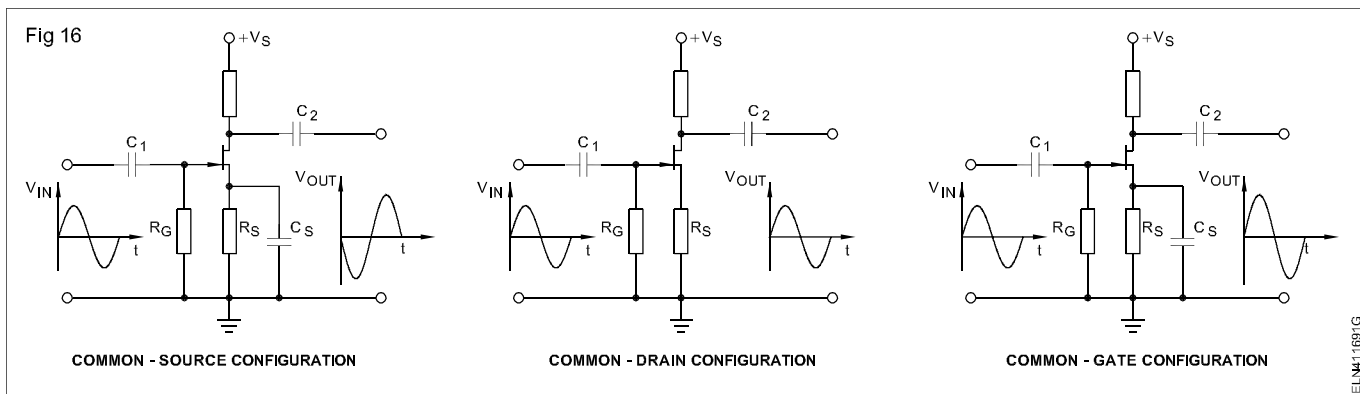 Fig 16
+VS
C2
C1
VIN
VOUT
RG
RS
CS
t
t
COMMON - SOURCE CONFIGURATION
+VS
C2
C1
VIN
VOUT
RG
RS
t
t
COMMON - DRAIN CONFIGURATION
+VS
C2
C1
VIN
VOUT
RG
RS
CS
t
t
COMMON - GATE CONFIGURATION
ELN411691G